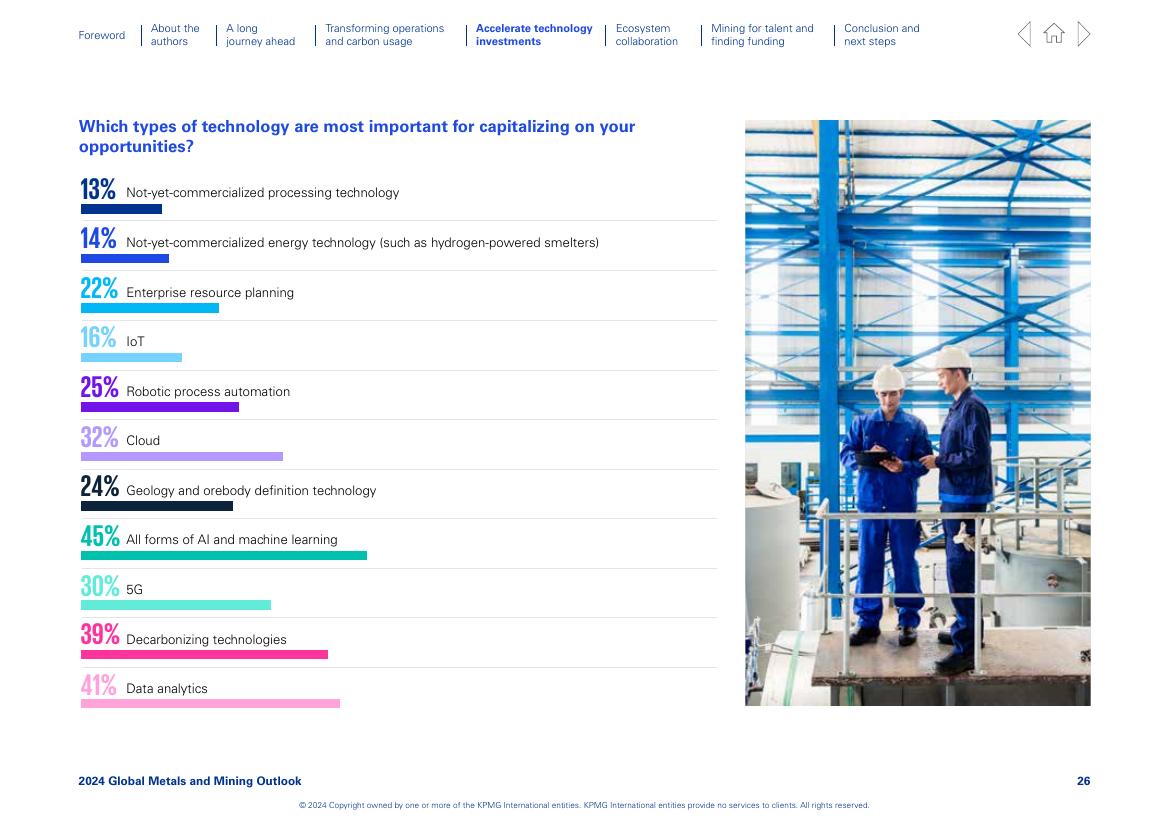 Foreword
About the
authors
A long
journey ahead
Transforming operations
and carbon usage
Accelerate technology
investments
Ecosystem
collaboration
Mining for talent and
finding funding
Conclusion and
next steps
Which types of technology are most important for capitalizing on your
opportunities?
13% Not-yet-commercialized processing technology
14% Not-yet-commercialized energy technology (such as hydrogen-powered smelters)
22% Enterprise resource planning
16% IoT
25% Robotic process automation
32% Cloud
24% Geology and orebody definition technology
45% All forms of AI and machine learning
30% 5G
39% Decarbonizing technologies
41% Data analytics
2024 Global Metals and Mining Outlook
26
© 2024 Copyright owned by one or more of the KPMG International entities. KPMG International entities provide no services to clients. All rights reserved.